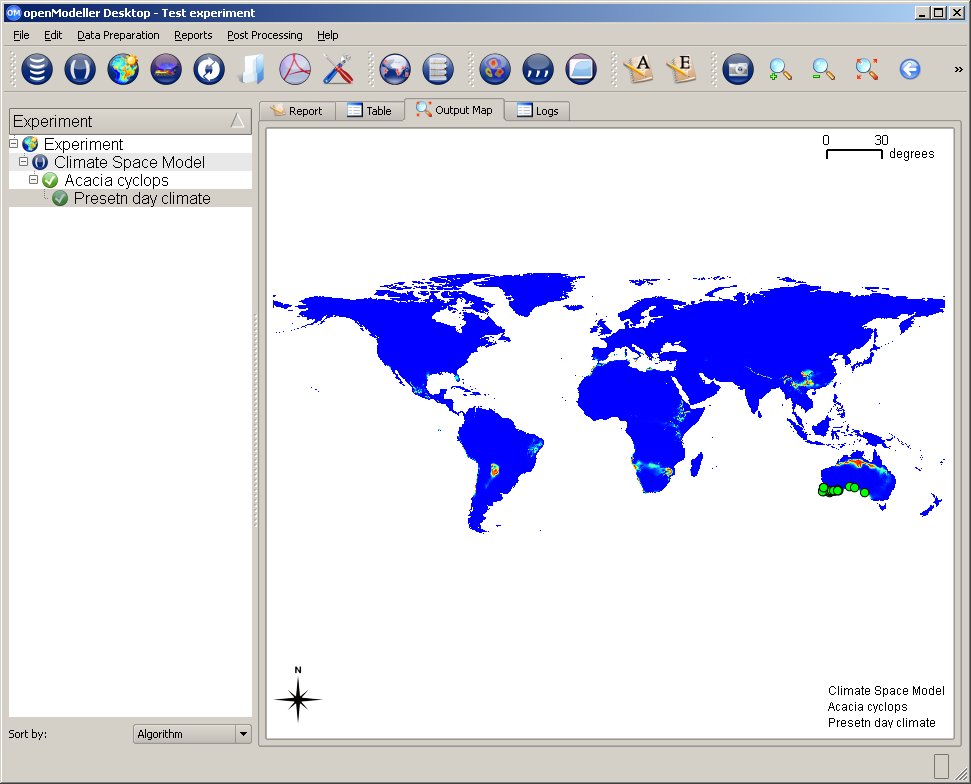 OM openModeller Desktop - Test experiment
File Edit Data Preparation Reports Post Processing Help
A E »
Experiment
Experiment
Climate Space Model
Acacia cyclops
Presetn day climate
Sort by: Algorithm
Report Table Output Map Logs
0 30
degrees
N
Climate Space Model
Acacia cyclops
Presetn day climate